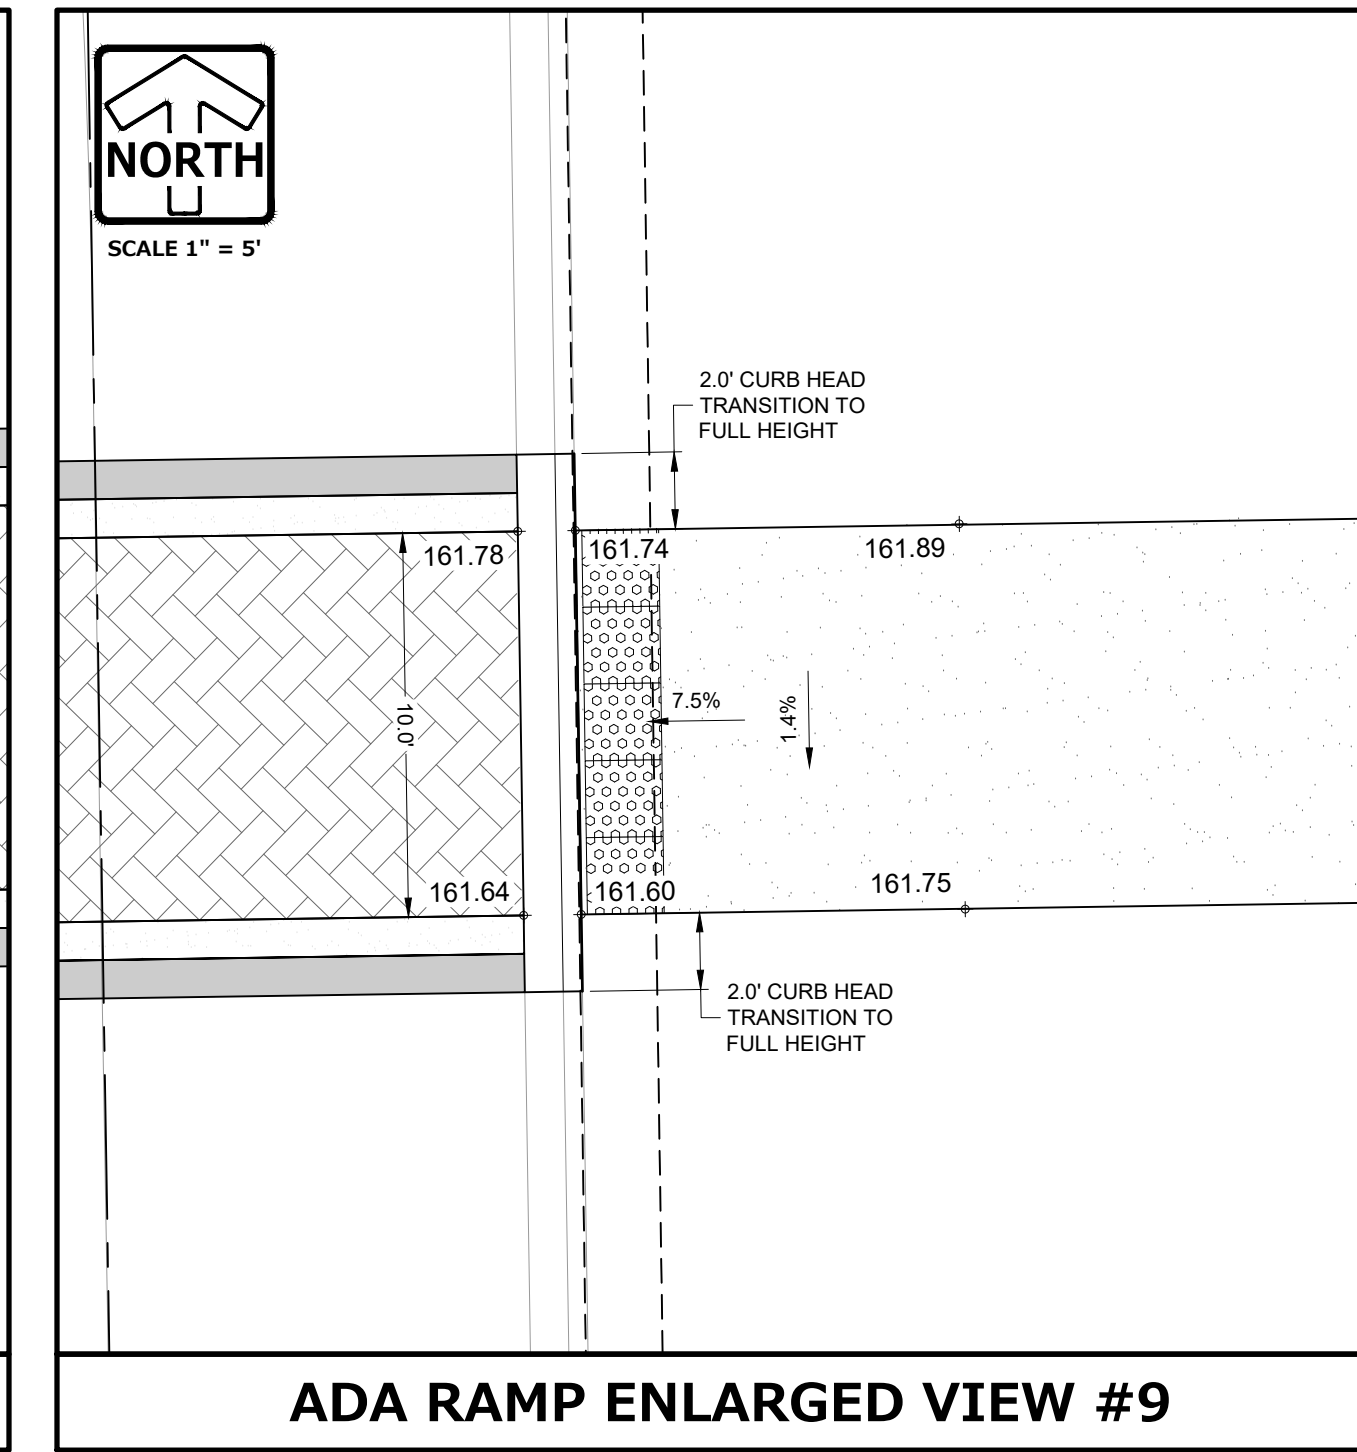 NORTH
SCALE 1" = 5'
2.0' CURB HEAD
TRANSITION TO
FULL HEIGHT
161.78
161.74
161.89
10.0'
7.5%
1.4%
161.64
161.60
161.75
2.0' CURB HEAD
TRANSITION TO
FULL HEIGHT
ADA RAMP ENLARGED VIEW #9